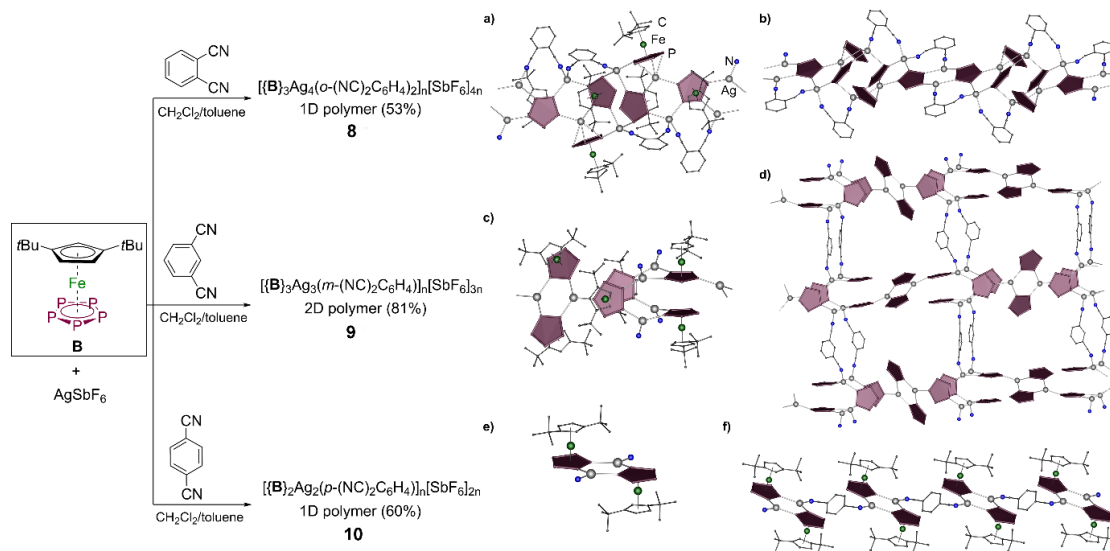 CN
CN
CH2Cl2/toluene
[{B}3Ag4(o-(NC)2C6H4)2]n[SbF6]4n
1D polymer (53%)
8
tBu
tBu
Fe
P
P
P
P
P
B
+
AgSbF6
CN
CN
CH2Cl2/toluene
[{B}3Ag3(m-(NC)2C6H4)]n[SbF6]3n
2D polymer (81%)
9
CN
CN
CH2Cl2/toluene
[{B}2Ag2(p-(NC)2C6H4)]n[SbF6]2n
1D polymer (60%)
10
a)
C
Fe
P
N
Ag
b)
c)
d)
e)
f)